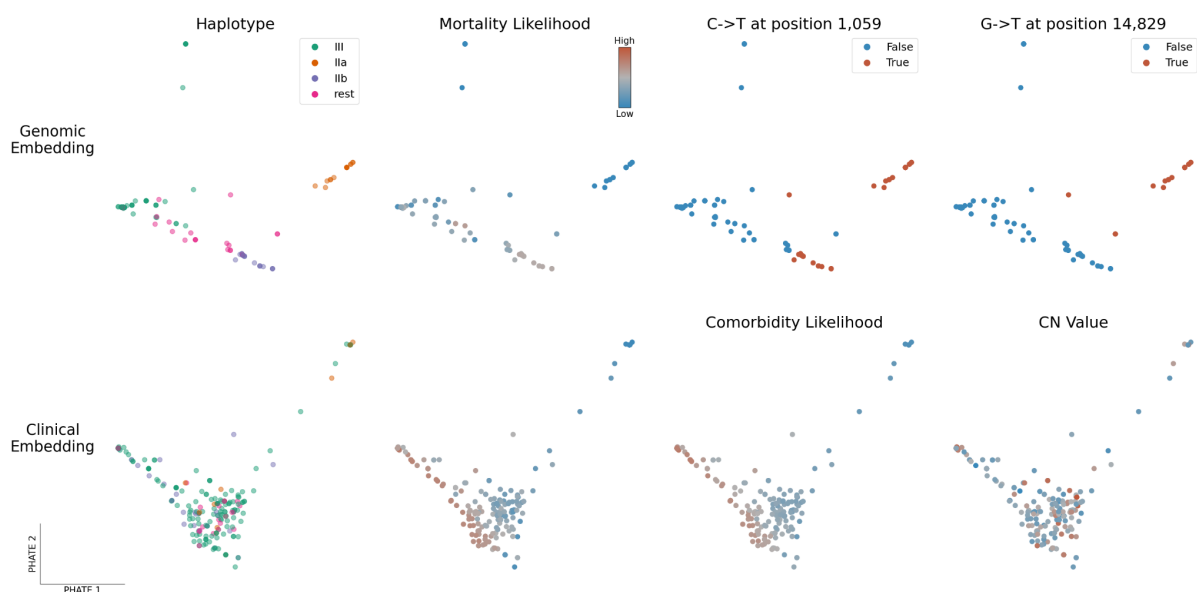 Haplotype
III
IIa
IIb
rest
Mortality Likelihood
High
Low
C->T at position 1,059
False
True
G->T at position 14,829
False
True
Genomic
Embedding
Comorbidity Likelihood
CN Value
Clinical
Embedding
PHATE 2
PHATE 1